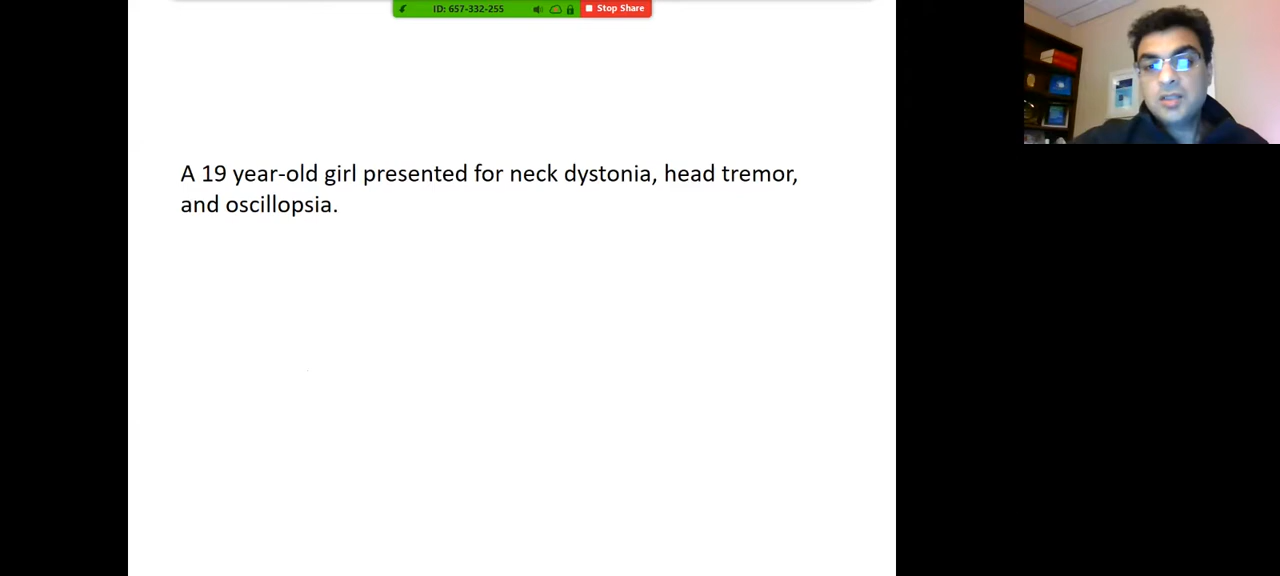 ID: 657-332-255
Stop Share
A 19 year-old girl presented for neck dystonia, head tremor,
and oscillopsia.